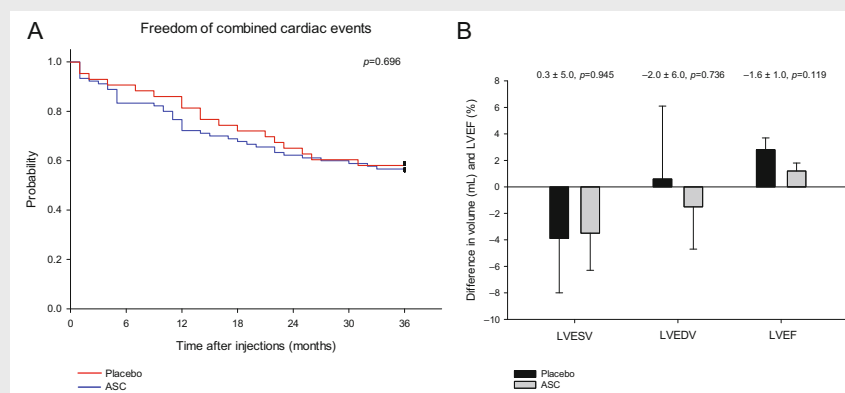 A
Freedom of combined cardiac events
p=0.696
1.0
0.8
0.6
0.4
0.2
0.0
Probability
0 6 12 18 24 30 36
Time after injections (months)
Placebo
ASC
B
0.3 ± 5.0, p=0.945 −2.0 ± 6.0, p=0.736 −1.6 ± 1.0, p=0.119
8
6
4
2
0
−2
−4
−6
−8
−10
Difference in volume (mL) and LVEF (%)
LVESV LVEDV LVEF
Placebo
ASC